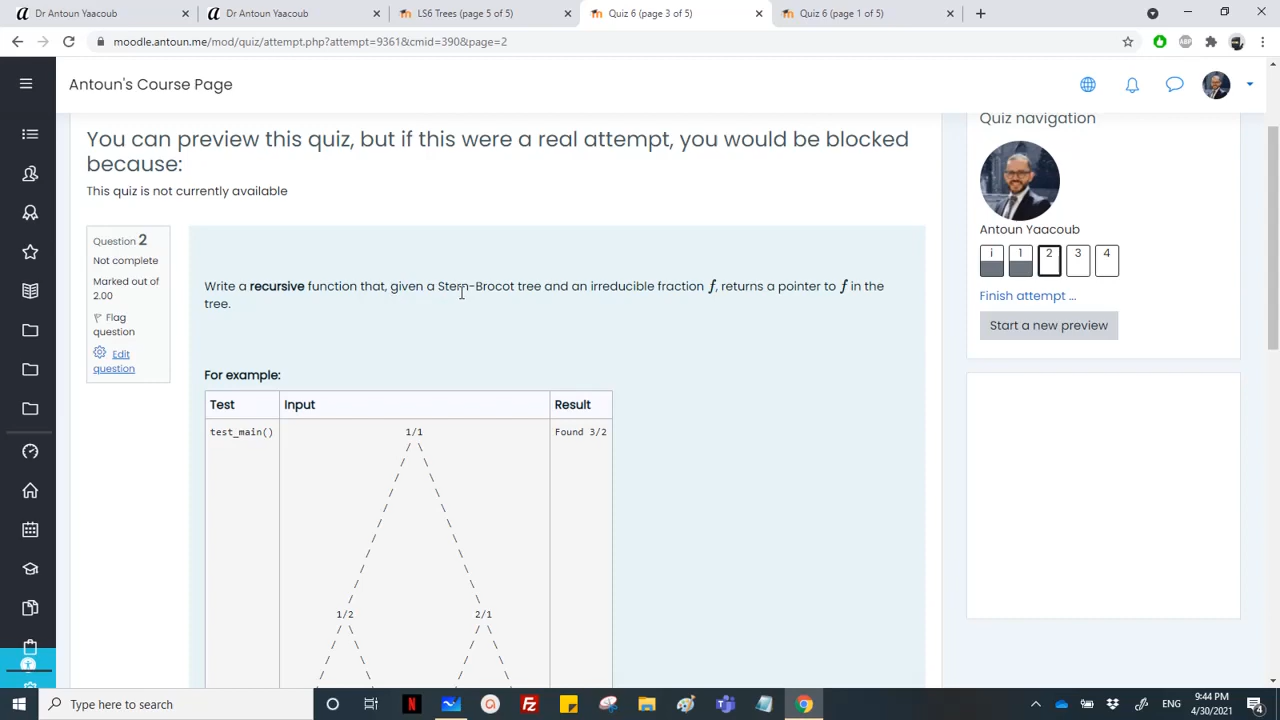 Dr Antoun Yaacoub
Dr Antoun Yaacoub
LS6 Trees (page 5 of 5)
Quiz 6 (page 3 of 5)
Quiz 6 (page 1 of 5)
moodle.antoun.me/mod/quiz/attempt.php?attempt=9361&cmid=390&page=2
Antoun's Course Page
You can preview this quiz, but if this were a real attempt, you would be blocked
because:
This quiz is not currently available
Question 2
Not complete
Marked out of
2.00
Flag
question
Edit
question
Write a recursive function that, given a Stern-Brocot tree and an irreducible fraction f, returns a pointer to f in the
tree.
For example:
Test Input Result
test_main() 1/1 Found 3/2
/ \
/ \
/ \
/ \
/ \
/ \
/ \
/ \
/ \
/ \
/ \
1/2 2/1
/ \ / \
/ \ / \
/ \ / \
/ \ / \
Quiz navigation
Antoun Yaacoub
i 1 2 3 4
Finish attempt ...
Start a new preview
Type here to search
ENG
9:44 PM
4/30/2021
4